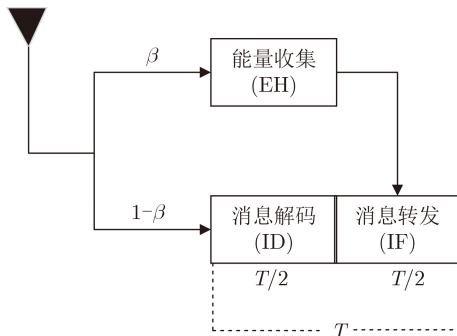 β
能量收集
(EH)
1−β
消息解码
(ID)
消息转发
(IF)
T/2
T/2
T